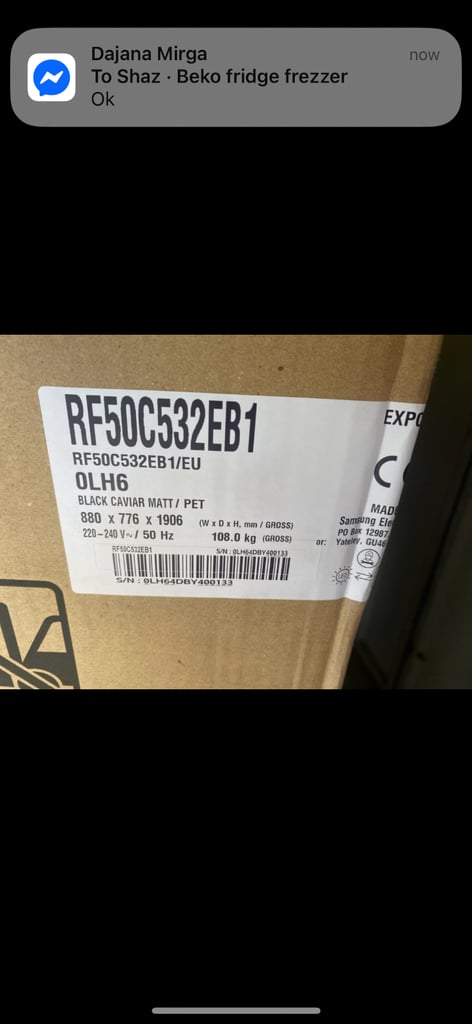 Dajana Mirga
now
To Shaz · Beko fridge frezzer
Ok
RF50C532EB1
RF50C532EB1/EU
0LH6
BLACK CAVIAR MATT / PET
880 x 776 x 1906 (W x D x H, mm / GROSS)
220-240 V~/ 50 Hz 108.0 kg (GROSS)
RF50C532EB1 S/N : 0LH64DBY400133
S/N : 0LH64DBY400133
EXPO
MADE
Samsung Ele
PO Box 12987
or: Yateley, GU46